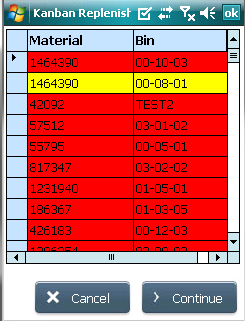 Kanban Replenish
ok
Material Bin
1464390 00-10-03
1464390 00-08-01
42092 TEST2
57512 03-01-02
55795 00-05-01
817347 03-02-02
1231940 01-05-01
186367 01-03-05
426183 00-12-03
Cancel
Continue